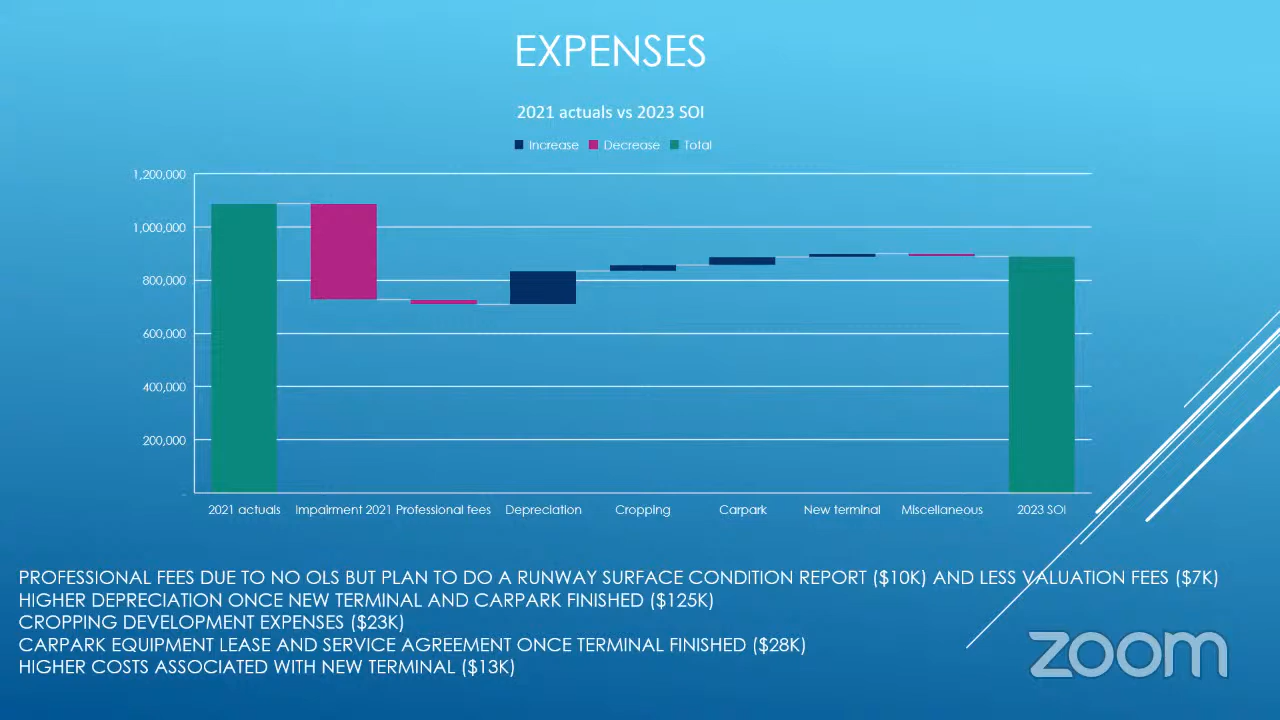 EXPENSES
2021 actuals vs 2023 SOI
Increase Decrease Total
1,200,000
1,000,000
800,000
600,000
400,000
200,000
-
2021 actuals Impairment 2021 Professional fees Depreciation Cropping Carpark New terminal Miscellaneous 2023 SOI
PROFESSIONAL FEES DUE TO NO OLS BUT PLAN TO DO A RUNWAY SURFACE CONDITION REPORT ($10K) AND LESS VALUATION FEES ($7K)
HIGHER DEPRECIATION ONCE NEW TERMINAL AND CARPARK FINISHED ($125K)
CROPPING DEVELOPMENT EXPENSES ($23K)
CARPARK EQUIPMENT LEASE AND SERVICE AGREEMENT ONCE TERMINAL FINISHED ($28K)
HIGHER COSTS ASSOCIATED WITH NEW TERMINAL ($13K)
zoom